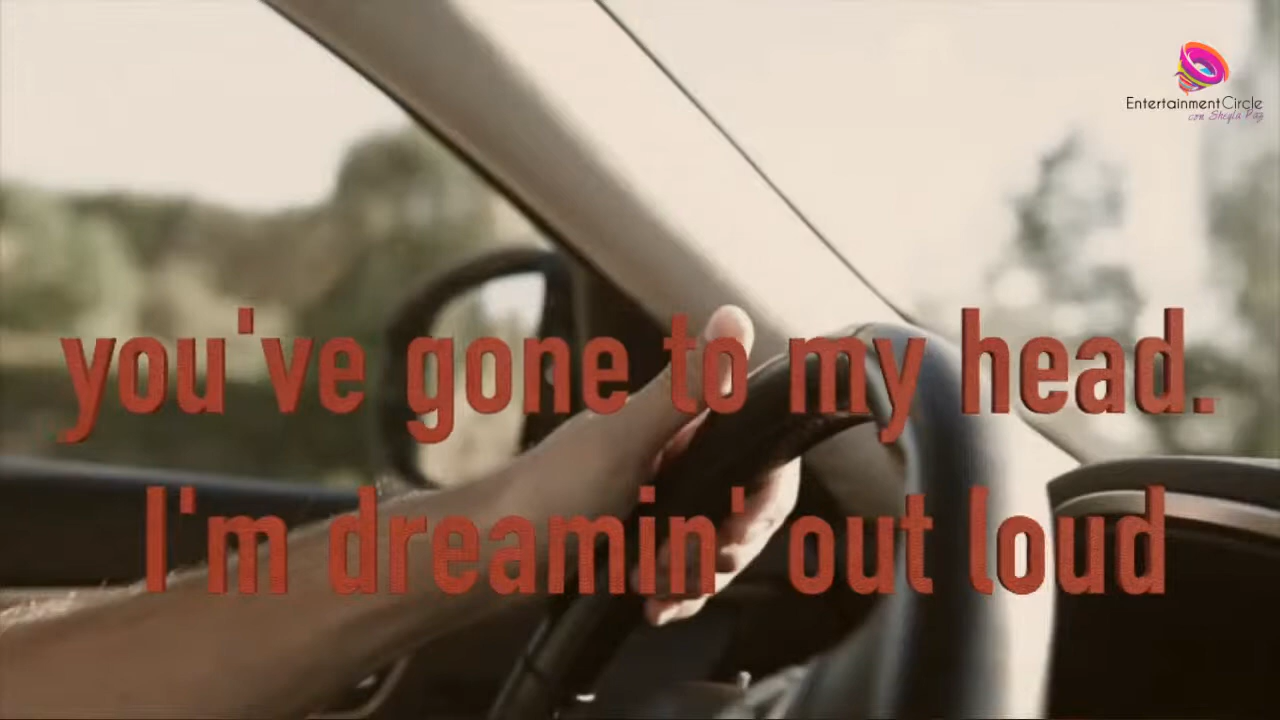 EntertainmentCircle
con Sheyla Paz
you've gone to my head.
I'm dreamin' out loud